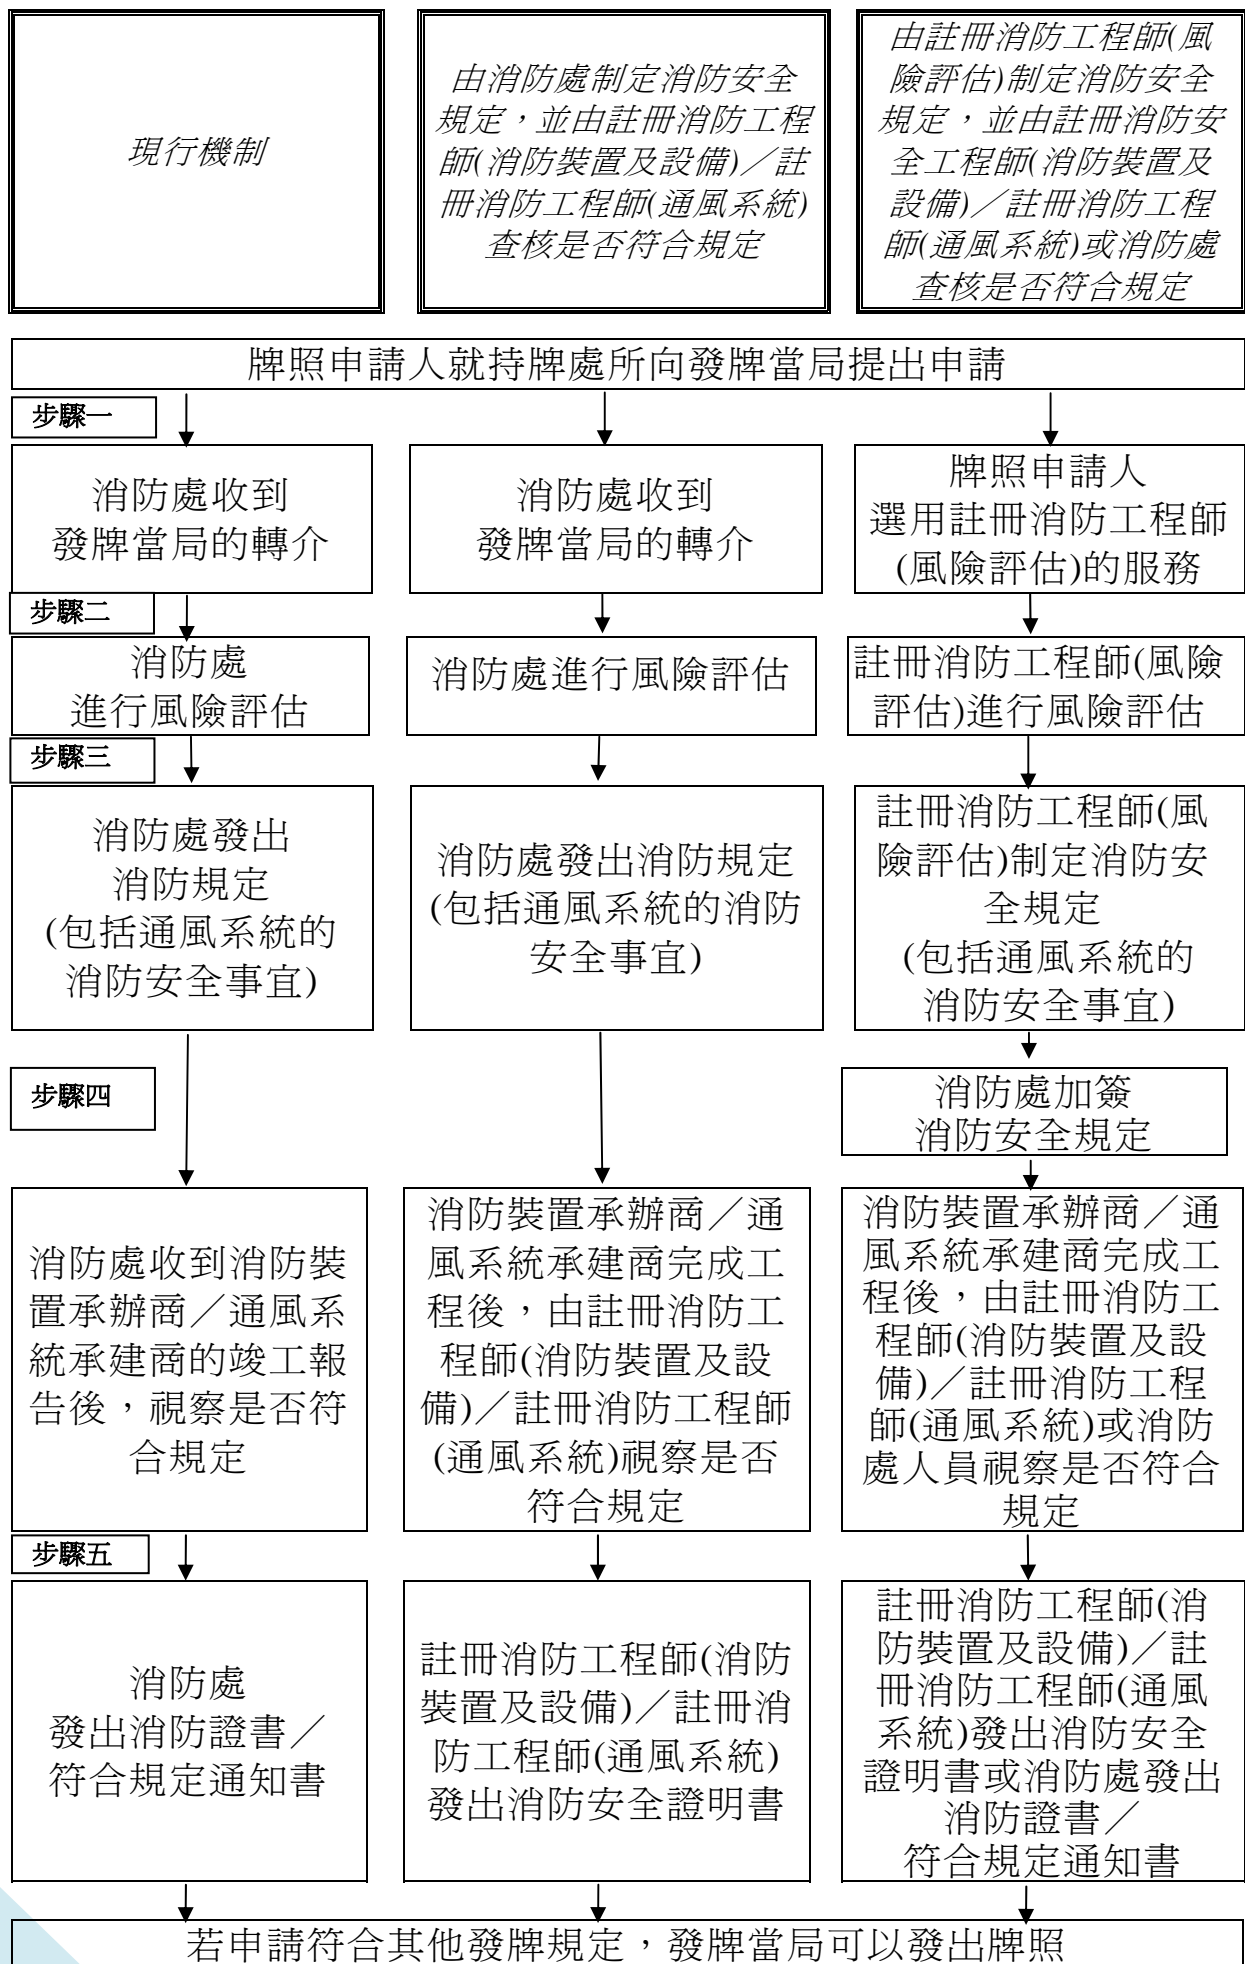 現行機制
由消防處制定消防安全
規定，並由註冊消防工程
師(消防裝置及設備)／註
冊消防工程師(通風系統)
查核是否符合規定
由註冊消防工程師(風
險評估)制定消防安全
規定，並由註冊消防安
全工程師(消防裝置及
設備)／註冊消防工程
師(通風系統)或消防處
查核是否符合規定
牌照申請人就持牌處所向發牌當局提出申請
步驟一
消防處收到
發牌當局的轉介
消防處收到
發牌當局的轉介
牌照申請人
選用註冊消防工程師
(風險評估)的服務
步驟二
消防處
進行風險評估
消防處進行風險評估
註冊消防工程師(風險
評估)進行風險評估
步驟三
消防處發出
消防規定
(包括通風系統的
消防安全事宜)
消防處發出消防規定
(包括通風系統的消防
安全事宜)
註冊消防工程師(風
險評估)制定消防安
全規定
(包括通風系統的
消防安全事宜)
步驟四
消防處加簽
消防安全規定
消防處收到消防裝
置承辦商／通風系
統承建商的竣工報
告後，視察是否符
合規定
消防裝置承辦商／通
風系統承建商完成工
程後，由註冊消防工
程師(消防裝置及設
備)／註冊消防工程師
(通風系統)視察是否
符合規定
消防裝置承辦商／通
風系統承建商完成工
程後，由註冊消防工
程師(消防裝置及設
備)／註冊消防工程
師(通風系統)或消防
處人員視察是否符合
規定
步驟五
消防處
發出消防證書／
符合規定通知書
註冊消防工程師(消防
裝置及設備)／註冊消
防工程師(通風系統)
發出消防安全證明書
註冊消防工程師(消
防裝置及設備)／註
冊消防工程師(通風
系統)發出消防安全
證明書或消防處發出
消防證書／
符合規定通知書
若申請符合其他發牌規定，發牌當局可以發出牌照